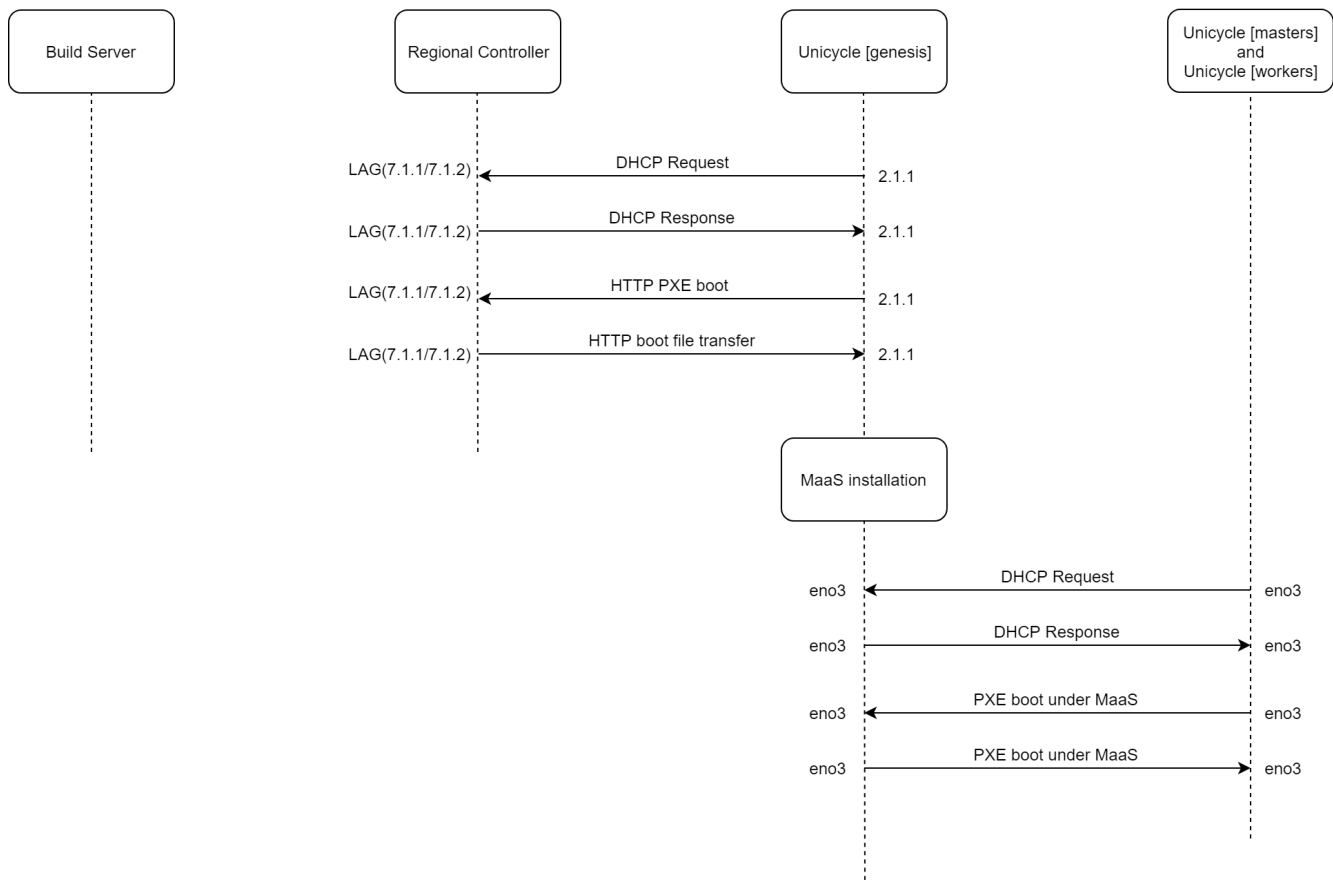 Build Server
Regional Controller
Unicycle [genesis]
Unicycle [masters]
and
Unicycle [workers]
DHCP Request
LAG(7.1.1/7.1.2)
2.1.1
DHCP Response
LAG(7.1.1/7.1.2)
2.1.1
HTTP PXE boot
LAG(7.1.1/7.1.2)
2.1.1
HTTP boot file transfer
LAG(7.1.1/7.1.2)
2.1.1
MaaS installation
DHCP Request
eno3
eno3
DHCP Response
eno3
eno3
PXE boot under MaaS
eno3
eno3
PXE boot under MaaS
eno3
eno3